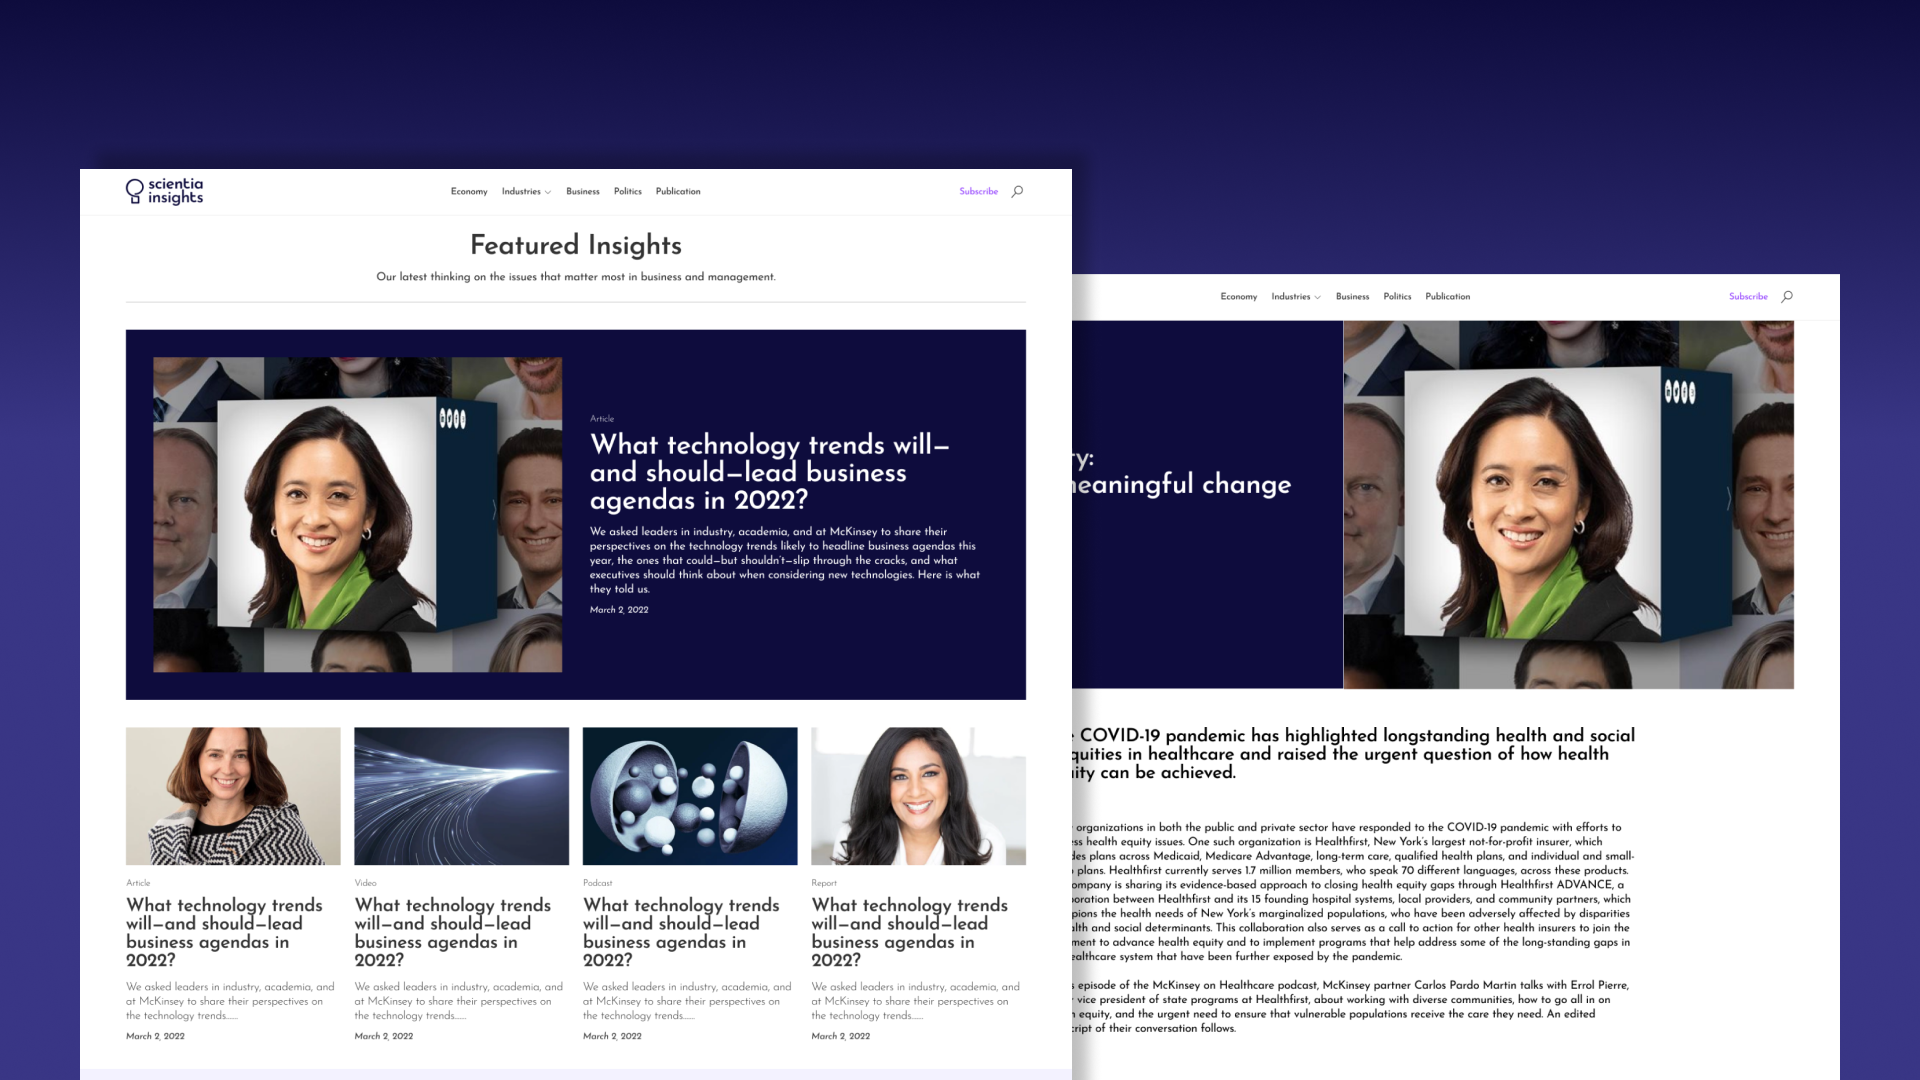 scientia
insights
Economy Industries Business Politics Publication
Subscribe
Featured Insights
Our latest thinking on the issues that matter most in business and management.
Article
What technology trends will—
and should—lead business
agendas in 2022?
We asked leaders in industry, academia, and at McKinsey to share their
perspectives on the technology trends likely to headline business agendas this
year, the ones that could—but shouldn't—slip through the cracks, and what
executives should think about when considering new technologies. Here is what
they told us.
March 2, 2022
Article
What technology trends
will—and should—lead
business agendas in
2022?
We asked leaders in industry, academia, and
at McKinsey to share their perspectives on
the technology trends......
March 2, 2022
Video
What technology trends
will—and should—lead
business agendas in
2022?
We asked leaders in industry, academia, and
at McKinsey to share their perspectives on
the technology trends......
March 2, 2022
Podcast
What technology trends
will—and should—lead
business agendas in
2022?
We asked leaders in industry, academia, and
at McKinsey to share their perspectives on
the technology trends......
March 2, 2022
Report
What technology trends
will—and should—lead
business agendas in
2022?
We asked leaders in industry, academia, and
at McKinsey to share their perspectives on
the technology trends......
March 2, 2022
Economy Industries Business Politics Publication
Subscribe
ry:
neaningful change
COVID-19 pandemic has highlighted longstanding health and social
quities in healthcare and raised the urgent question of how health
ity can be achieved.
organizations in both the public and private sector have responded to the COVID-19 pandemic with efforts to
ss health equity issues. One such organization is Healthfirst, New York's largest not-for-profit insurer, which
des plans across Medicaid, Medicare Advantage, long-term care, qualified health plans, and individual and small-
plans. Healthfirst currently serves 1.7 million members, who speak 70 different languages, across these products.
ompany is sharing its evidence-based approach to closing health equity gaps through Healthfirst ADVANCE, a
boration between Healthfirst and its 15 founding hospital systems, local providers, and community partners, which
pions the health needs of New York's marginalized populations, who have been adversely affected by disparities
alth and social determinants. This collaboration also serves as a call to action for other health insurers to join the
ment to advance health equity and to implement programs that help address some of the long-standing gaps in
ealthcare system that have been further exposed by the pandemic.
s episode of the McKinsey on Healthcare podcast, McKinsey partner Carlos Pardo Martin talks with Errol Pierre,
vice president of state programs at Healthfirst, about working with diverse communities, how to go all in on
h equity, and the urgent need to ensure that vulnerable populations receive the care they need. An edited
cript of their conversation follows.